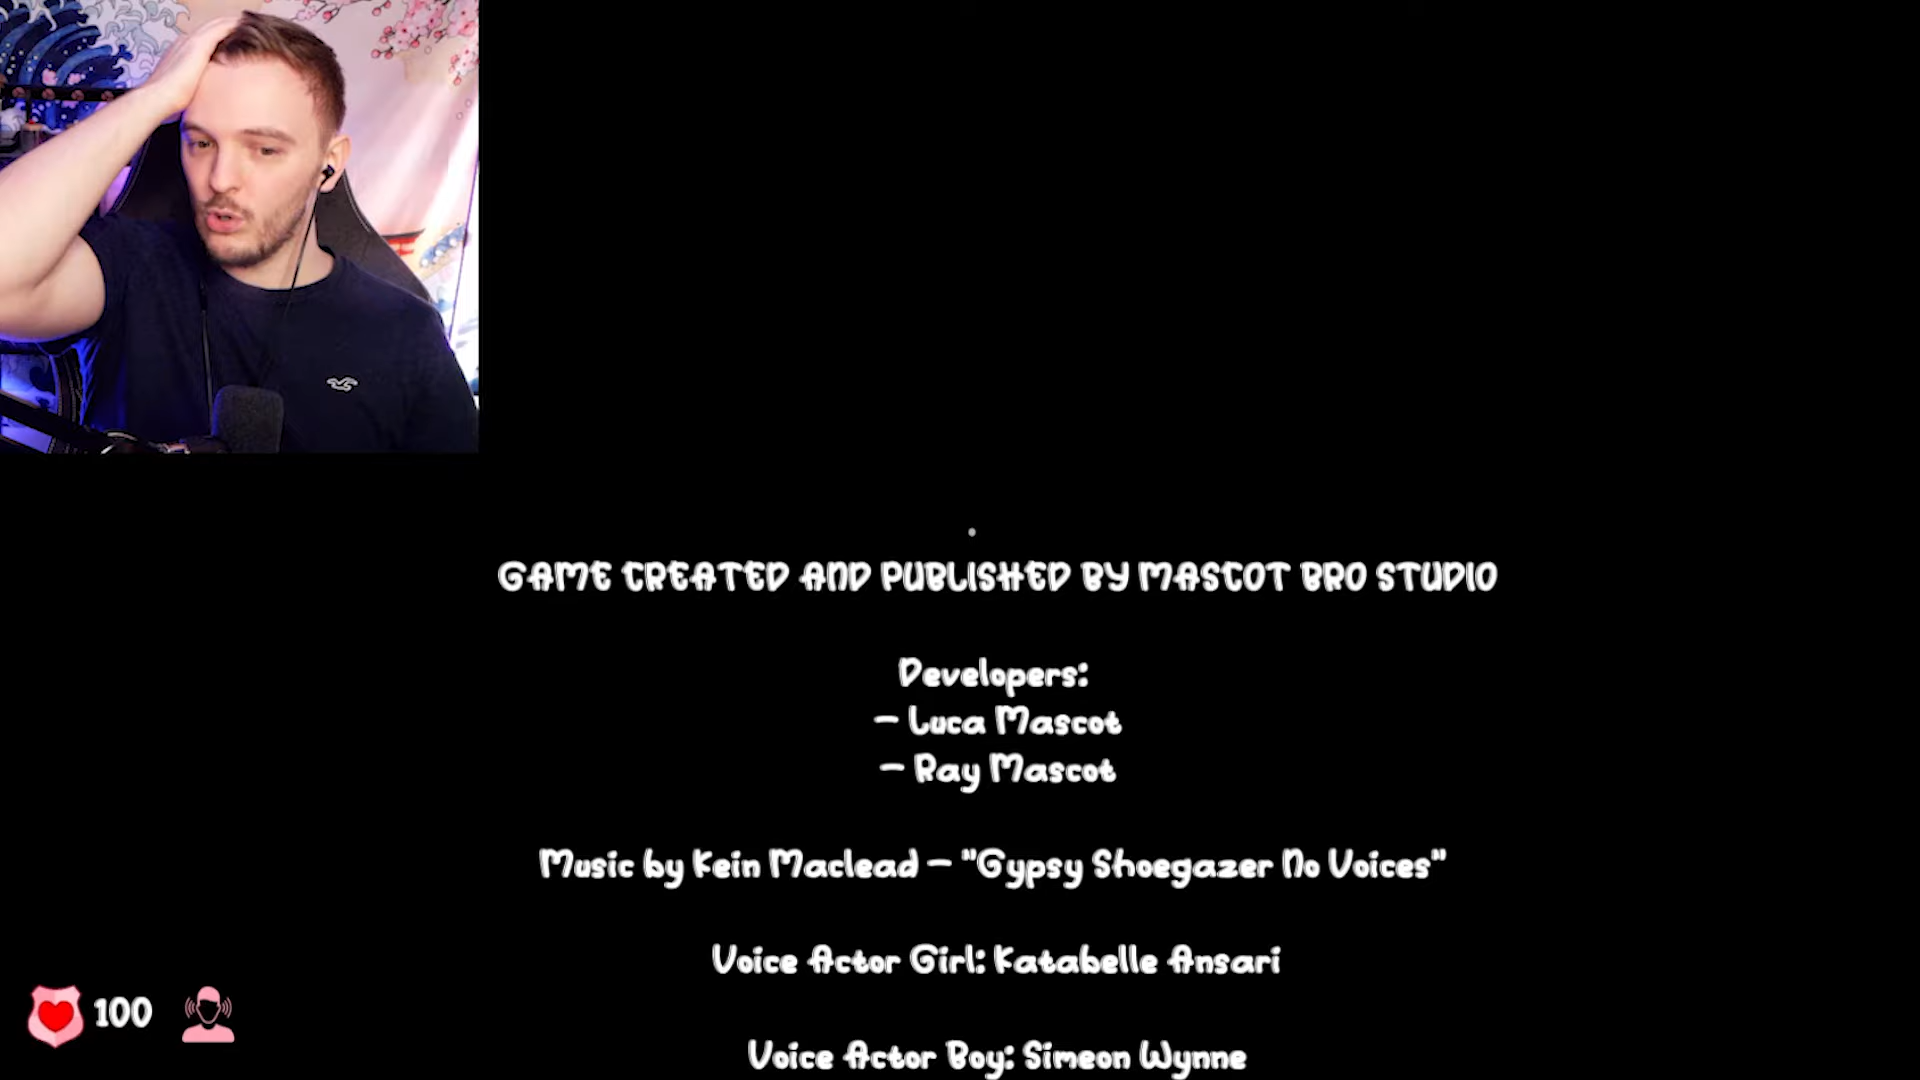 GAME CREATED AND PUBLISHED BY MASCOT BRO STUDIO
Developers:
- Luca Mascot
- Ray Mascot
Music by Kein Maclead - "Gypsy Shoegazer No Voices"
Voice Actor Girl: Katabelle Ansari
100
Voice Actor Boy: Simeon Wynne